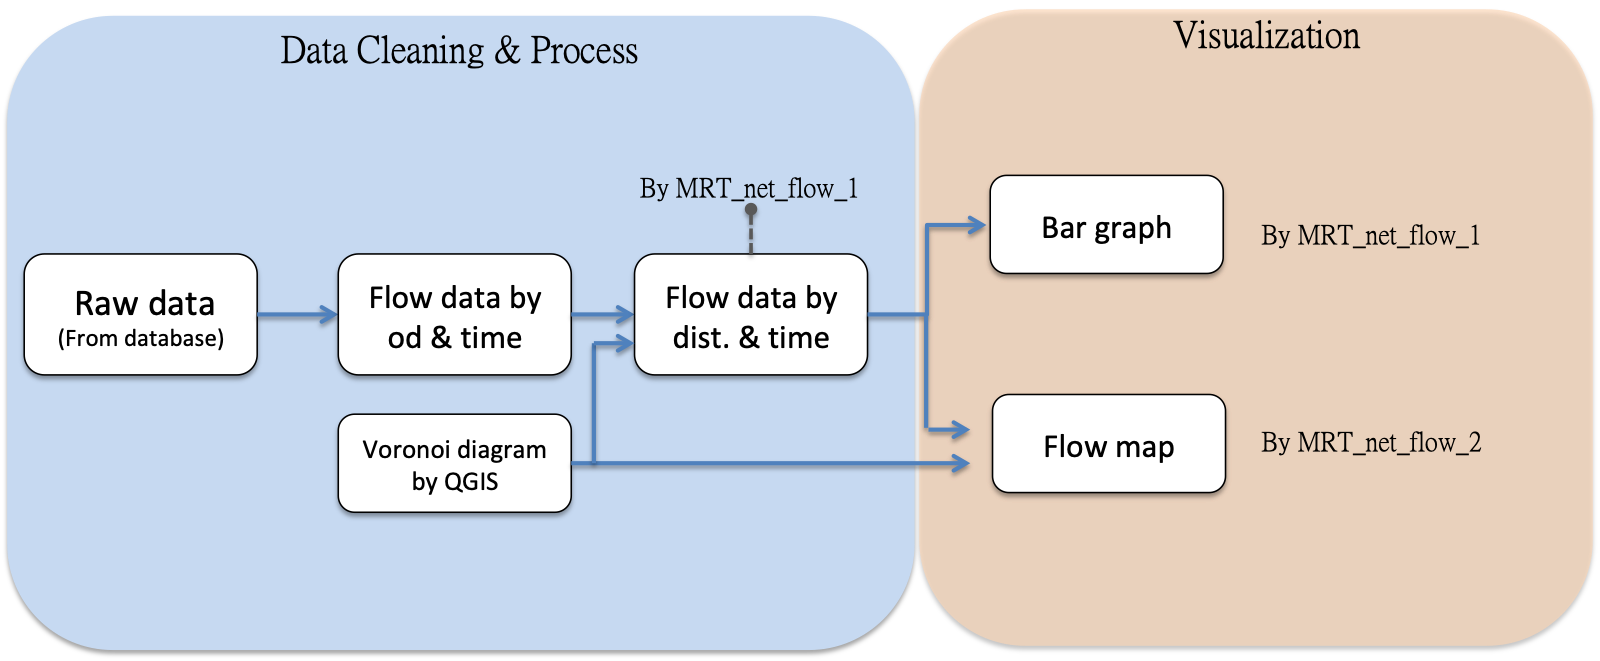 Data Cleaning & Process
Visualization
By MRT_net_flow_1
Raw data
(From database)
Flow data by
od & time
Flow data by
dist. & time
Voronoi diagram
by QGIS
Bar graph
By MRT_net_flow_1
Flow map
By MRT_net_flow_2